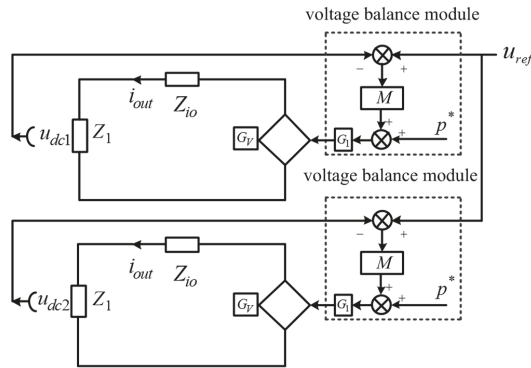 voltage balance module
u_ref
− +
M
i_out
Z_io
u_dc1
Z_1
G_V
G_1
+ +
p*
voltage balance module
− +
M
i_out
Z_io
u_dc2
Z_1
G_V
G_1
+ +
p*